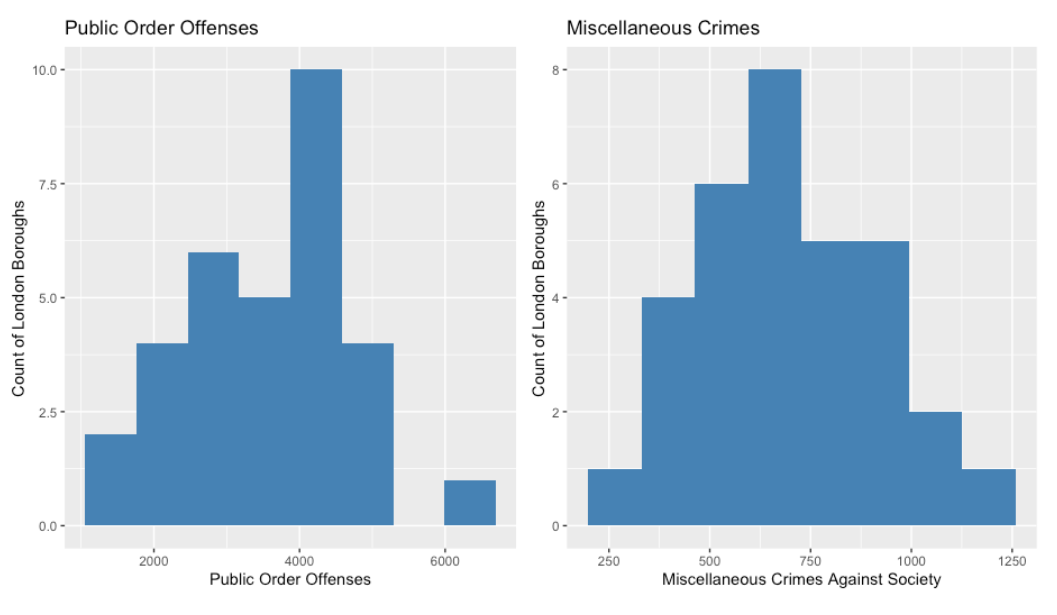 Public Order Offenses
Count of London Boroughs
10.0
7.5
5.0
2.5
0.0
2000 4000 6000
Public Order Offenses
Miscellaneous Crimes
Count of London Boroughs
8
6
4
2
0
250 500 750 1000 1250
Miscellaneous Crimes Against Society